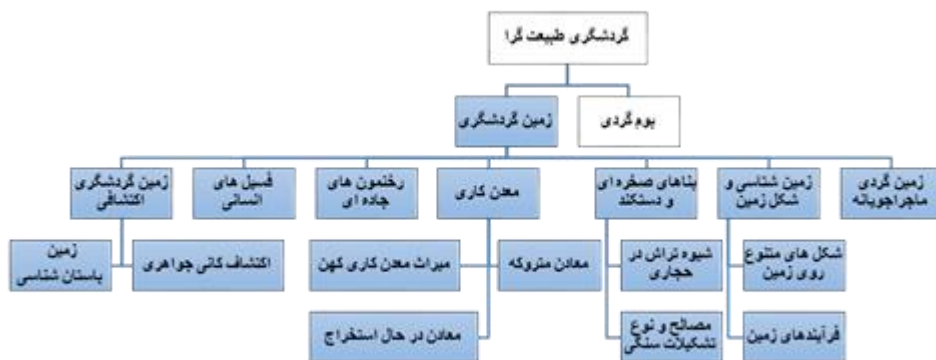 گردشگری طبیعت گرا
بوم گردی
زمین گردشگری
زمین گردی
ماجراجویانه
زمین شناسی و
شکل زمین
بناهای صخره ای
و دستکند
معدن کاری
رخنمون های
جاده ای
فسیل های
انسانی
زمین گردشگری
اکتشافی
شکل های متنوع
روی زمین
فرآیندهای زمین
شیوه تراش در
حجاری
مصالح و نوع
تشکیلات سنگی
معادن متروکه
میراث معدن کاری کهن
معادن در حال استخراج
اکتشاف کانی جواهری
زمین
باستان شناسی